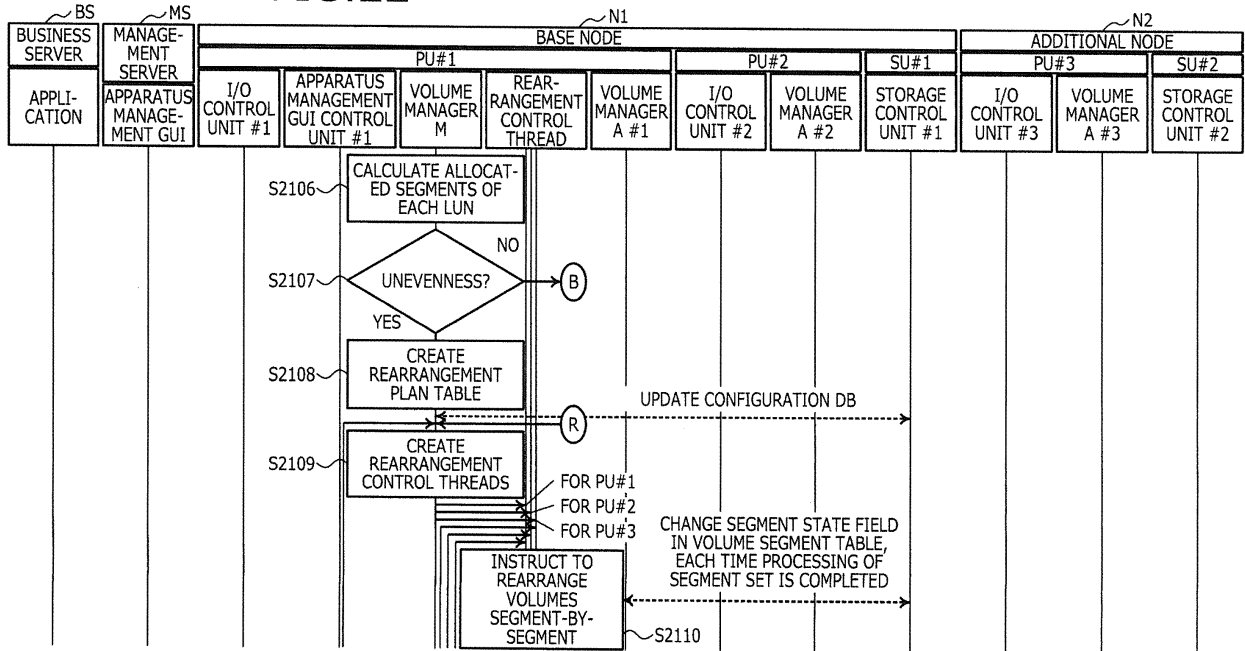 BS
MS
N1
N2
BUSINESS
SERVER
MANAGE-
MENT
SERVER
BASE NODE
ADDITIONAL NODE
PU#1
PU#2
SU#1
PU#3
SU#2
APPLI-
CATION
APPARATUS
MANAGE-
MENT GUI
I/O
CONTROL
UNIT #1
APPARATUS
MANAGEMENT
GUI CONTROL
UNIT #1
VOLUME
MANAGER
M
REAR-
RANGEMENT
CONTROL
THREAD
VOLUME
MANAGER
A #1
I/O
CONTROL
UNIT #2
VOLUME
MANAGER
A #2
STORAGE
CONTROL
UNIT #1
I/O
CONTROL
UNIT #3
VOLUME
MANAGER
A #3
STORAGE
CONTROL
UNIT #2
S2106
CALCULATE ALLOCAT-
ED SEGMENTS OF
EACH LUN
S2107
UNEVENNESS?
NO
B
YES
S2108
CREATE
REARRANGEMENT
PLAN TABLE
UPDATE CONFIGURATION DB
R
S2109
CREATE
REARRANGEMENT
CONTROL THREADS
FOR PU#1
FOR PU#2
FOR PU#3
CHANGE SEGMENT STATE FIELD
IN VOLUME SEGMENT TABLE,
EACH TIME PROCESSING OF
SEGMENT SET IS COMPLETED
INSTRUCT TO
REARRANGE
VOLUMES
SEGMENT-BY-
SEGMENT
S2110